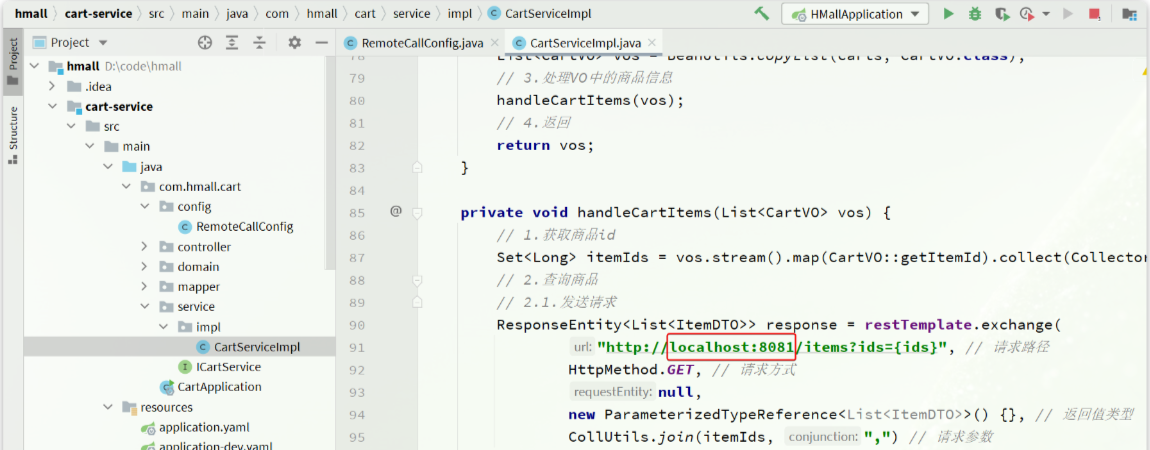 hmall cart-service src main java com hmall cart service impl CartServiceImpl HMallApplication
Project RemoteCallConfig.java CartServiceImpl.java
Project
Structure
hmall D:\code\hmall
.idea
cart-service
src
main
java
com.hmall.cart
config
RemoteCallConfig
controller
domain
mapper
service
impl
CartServiceImpl
ICartService
CartApplication
resources
application.yaml
application-dev.yaml
78 List<CartVO> vos = BeanUtils.copyList(carts, CartVO.class);
79 // 3.处理VO中的商品信息
80 handleCartItems(vos);
81 // 4.返回
82 return vos;
83 }
84
85 @ private void handleCartItems(List<CartVO> vos) {
86 // 1.获取商品id
87 Set<Long> itemIds = vos.stream().map(CartVO::getItemId).collect(Collector
88 // 2.查询商品
89 // 2.1.发送请求
90 ResponseEntity<List<ItemDTO>> response = restTemplate.exchange(
91 url: "http://localhost:8081/items?ids={ids}", // 请求路径
92 HttpMethod.GET, // 请求方式
93 requestEntity: null,
94 new ParameterizedTypeReference<List<ItemDTO>>() {}, // 返回值类型
95 CollUtils.join(itemIds, conjunction: ",") // 请求参数